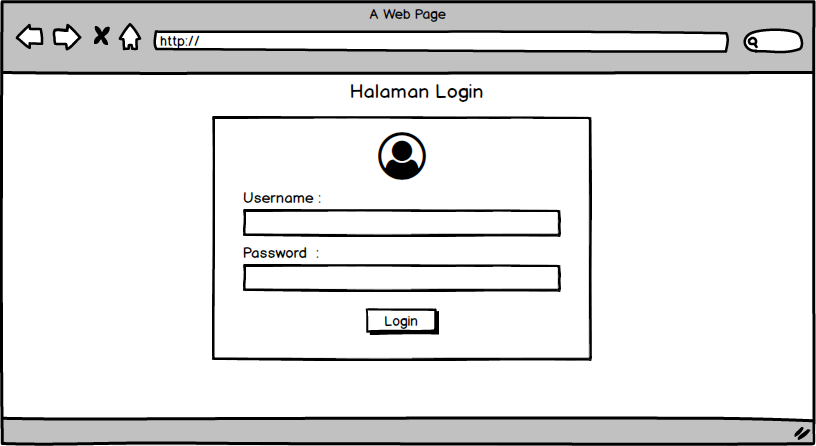 A Web Page
http://
Halaman Login
Username :
Password :
Login